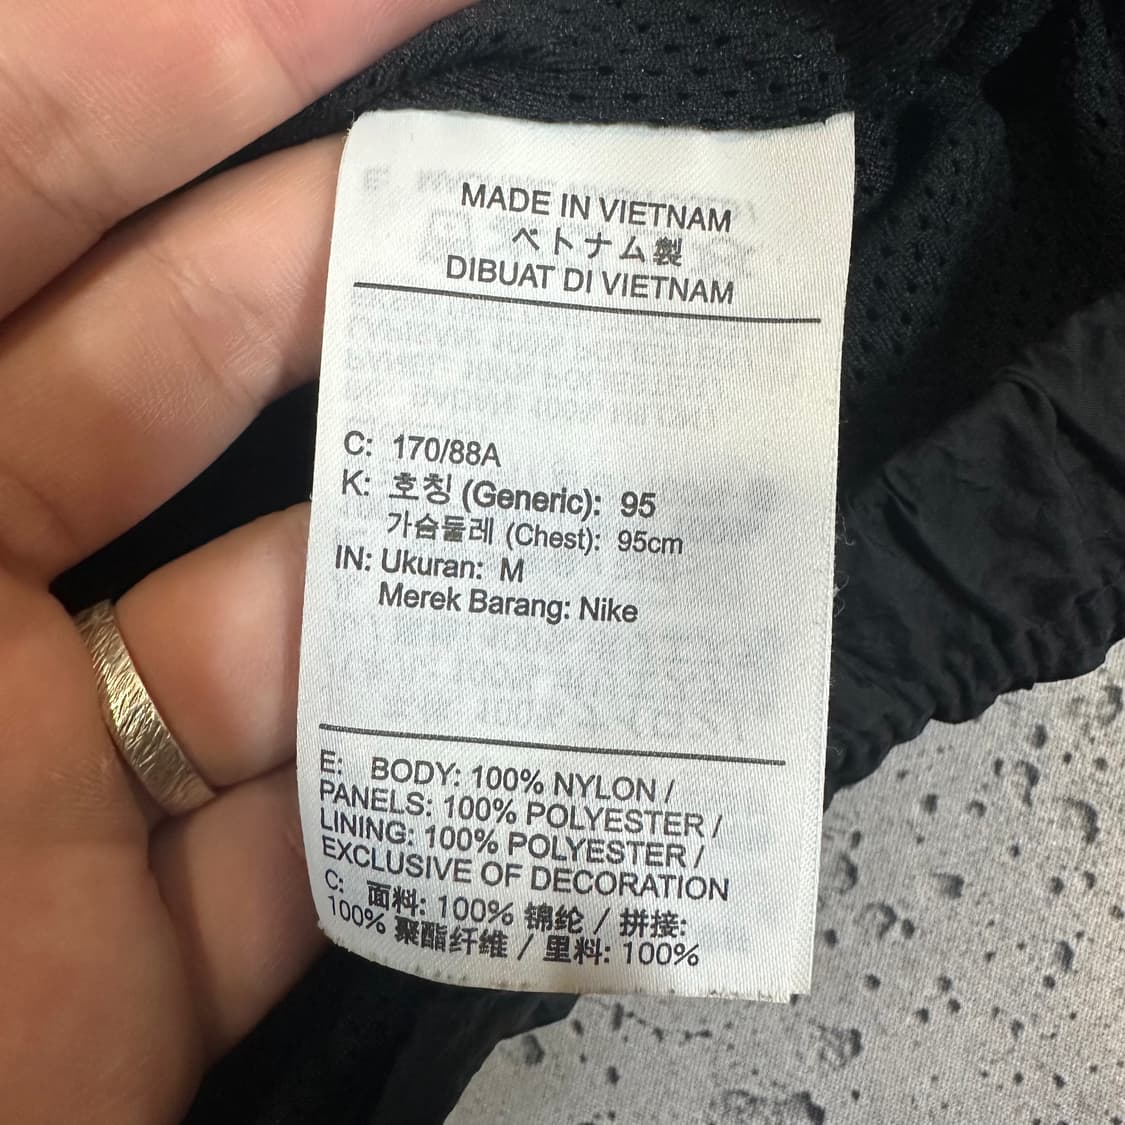 MADE IN VIETNAM
ベトナム製
DIBUAT DI VIETNAM
C: 170/88A
K: 호칭 (Generic): 95
가슴둘레 (Chest): 95cm
IN: Ukuran: M
Merek Barang: Nike
E: BODY: 100% NYLON /
PANELS: 100% POLYESTER /
LINING: 100% POLYESTER /
EXCLUSIVE OF DECORATION
C: 面料: 100% 锦纶 / 拼接:
100% 聚酯纤维 / 里料: 100%